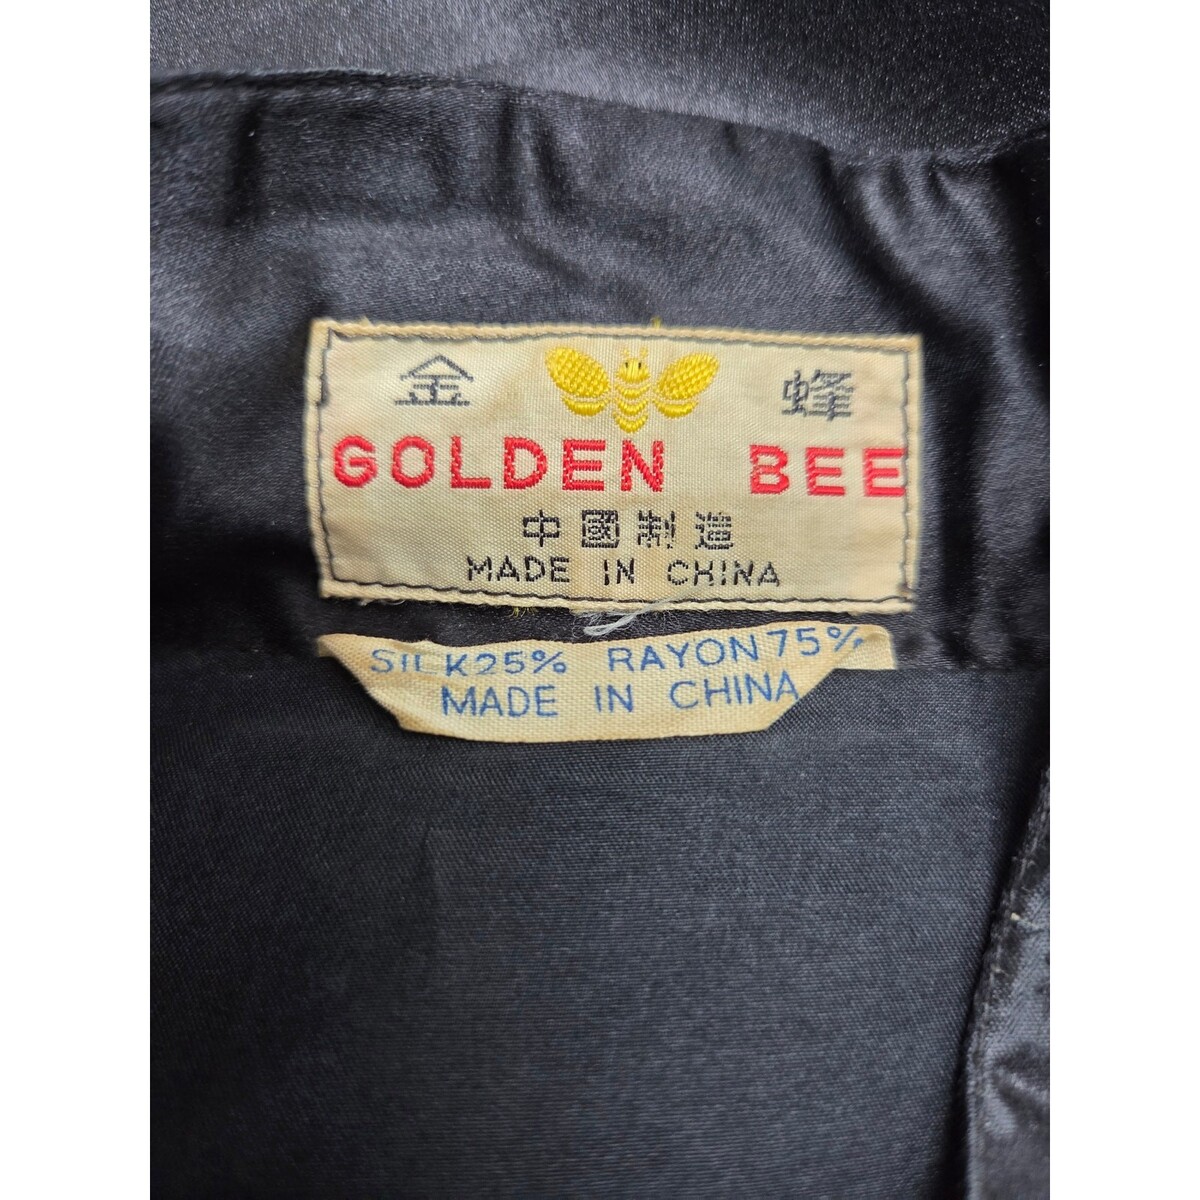 金 蜂
GOLDEN BEE
中國制造
MADE IN CHINA
SILK25% RAYON75%
MADE IN CHINA